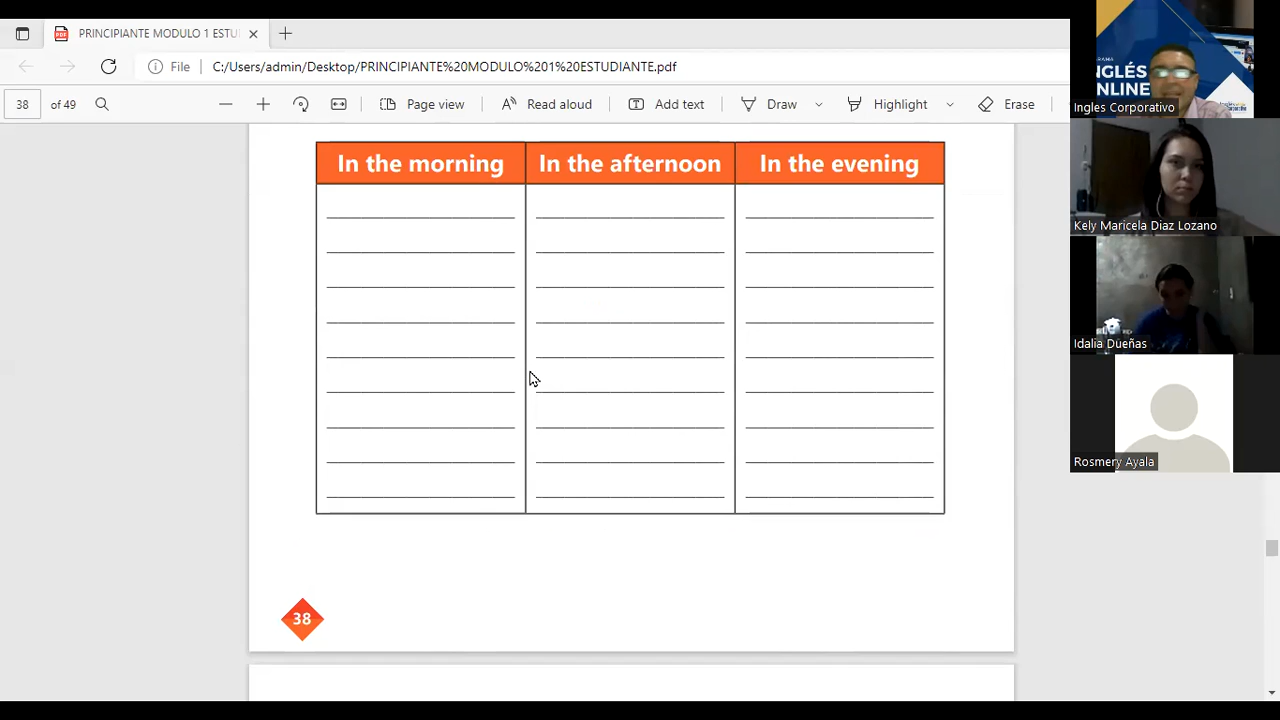 PRINCIPIANTE MODULO 1 ESTU
File C:/Users/admin/Desktop/PRINCIPIANTE%20MODULO%201%20ESTUDIANTE.pdf
38 of 49 Page view Read aloud Add text Draw Highlight Erase
In the morning In the afternoon In the evening
38
INGLÉS
ONLINE
Ingles Corporativo
Kely Maricela Diaz Lozano
Idalia Dueñas
Rosmery Ayala